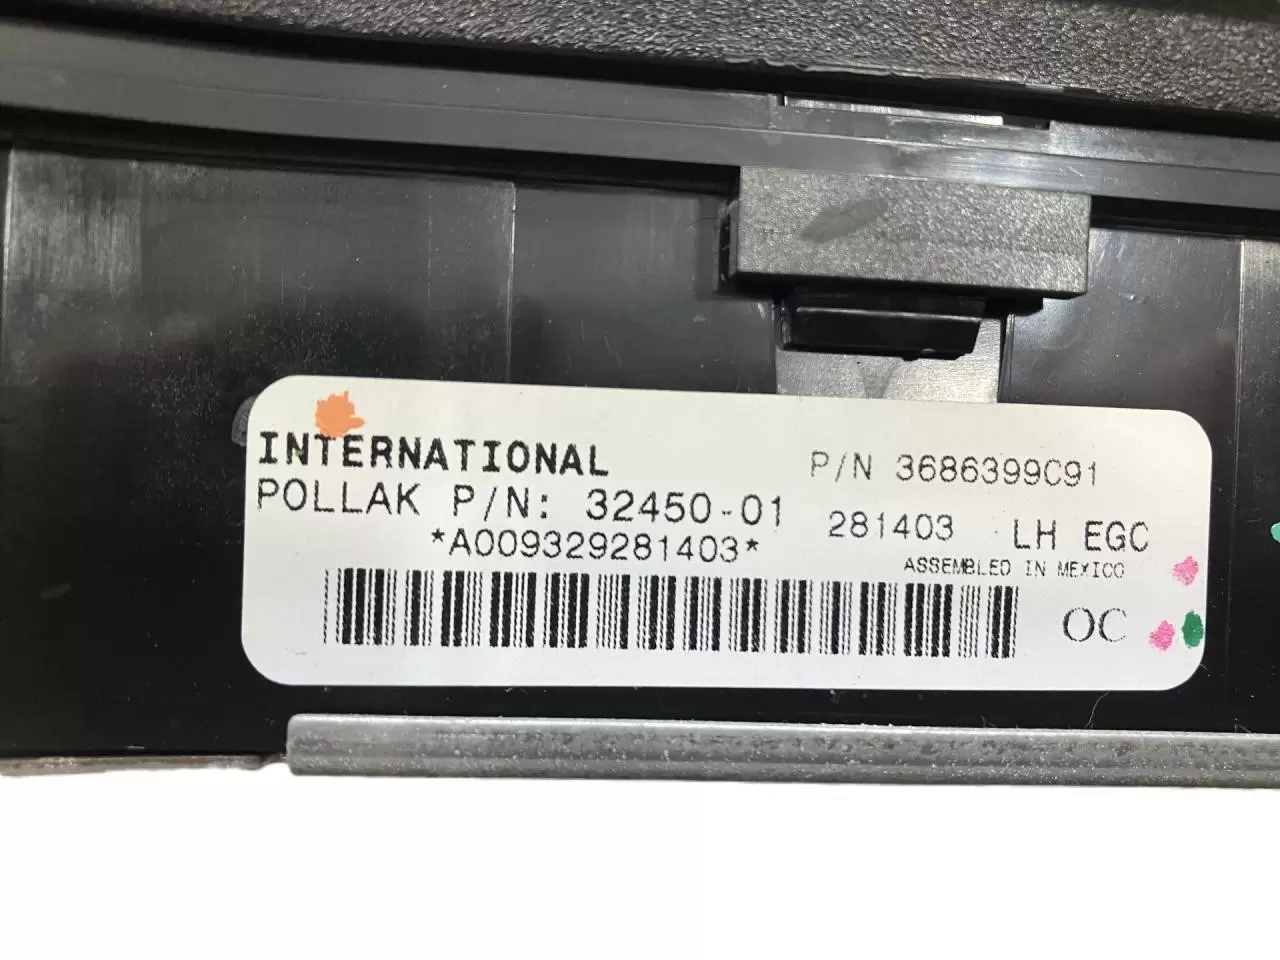 INTERNATIONAL
P/N 3686399C91
POLLAK P/N: 32450-01
281403 LH EGC
*A009329281403*
ASSEMBLED IN MEXICO
OC